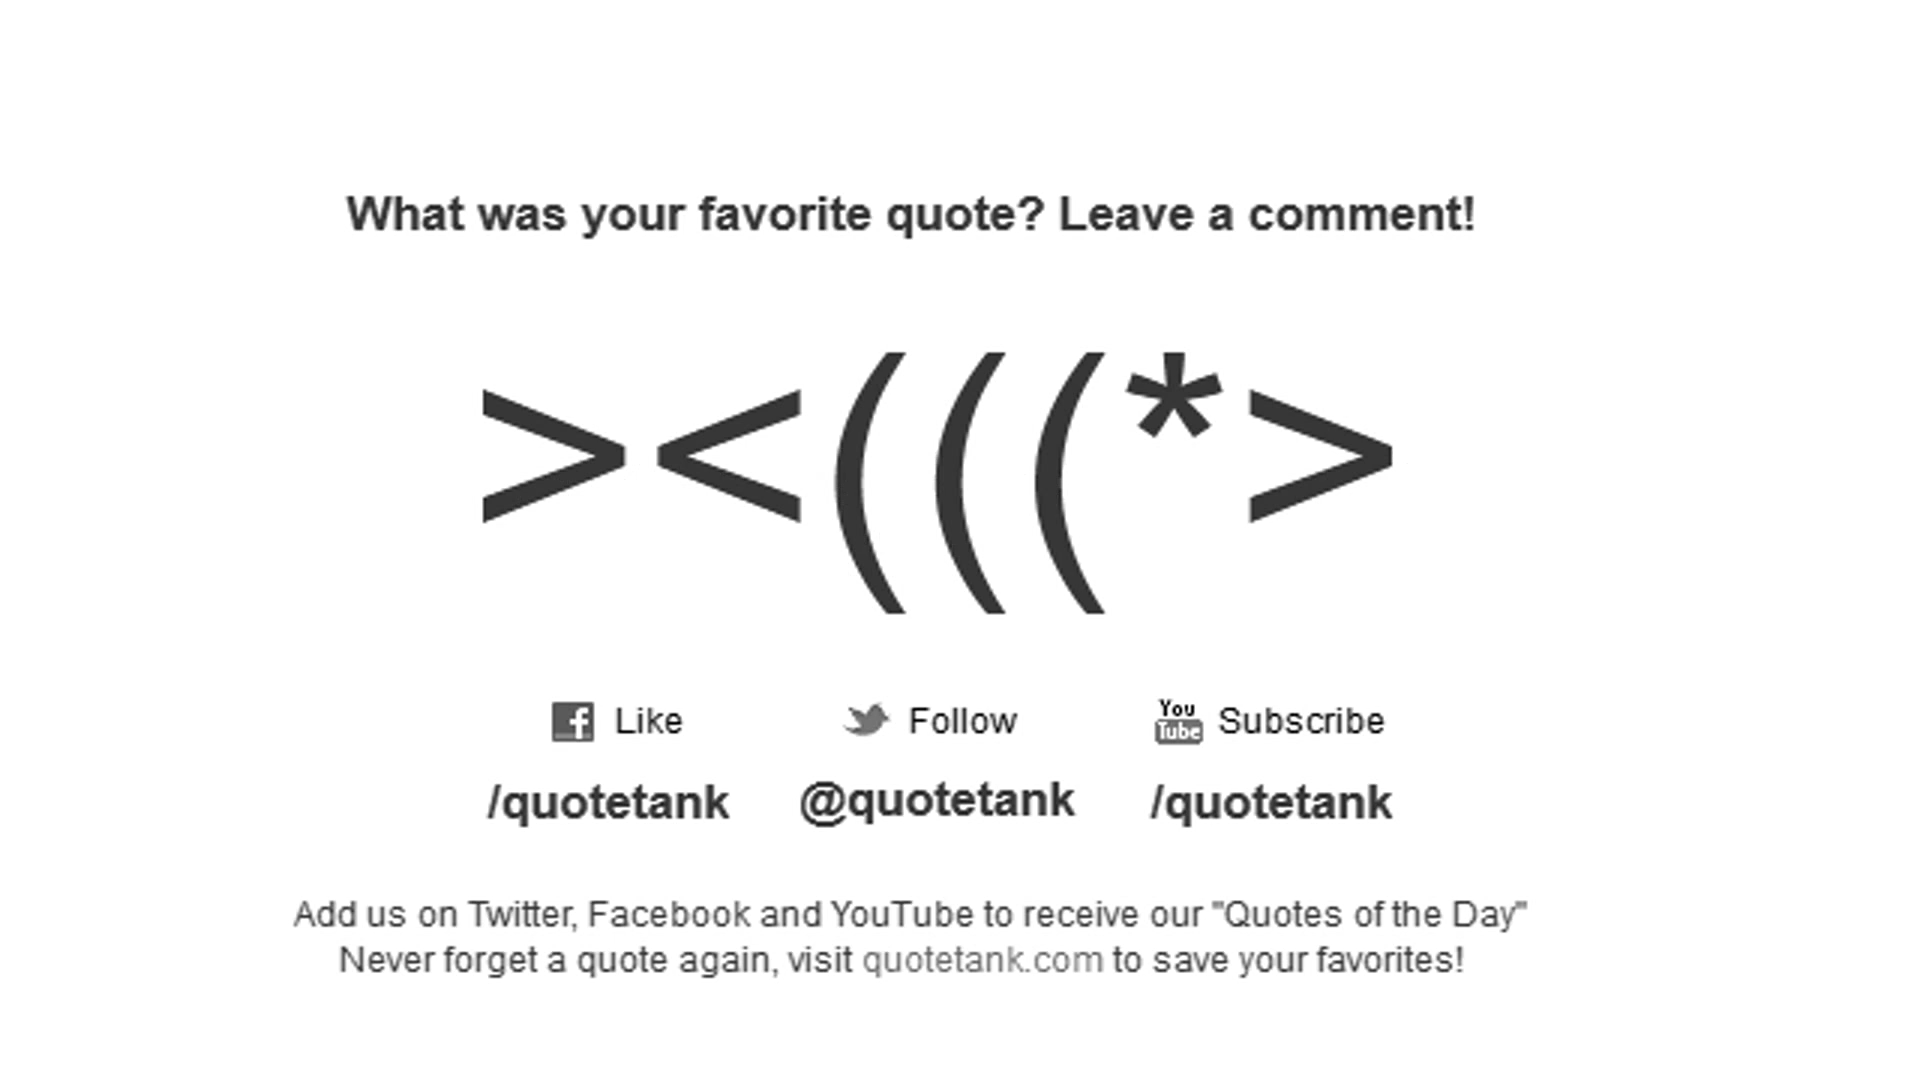 What was your favorite quote? Leave a comment!
><(((*>
f Like Follow You Tube Subscribe
/quotetank @quotetank /quotetank
Add us on Twitter, Facebook and YouTube to receive our "Quotes of the Day"
Never forget a quote again, visit quotetank.com to save your favorites!